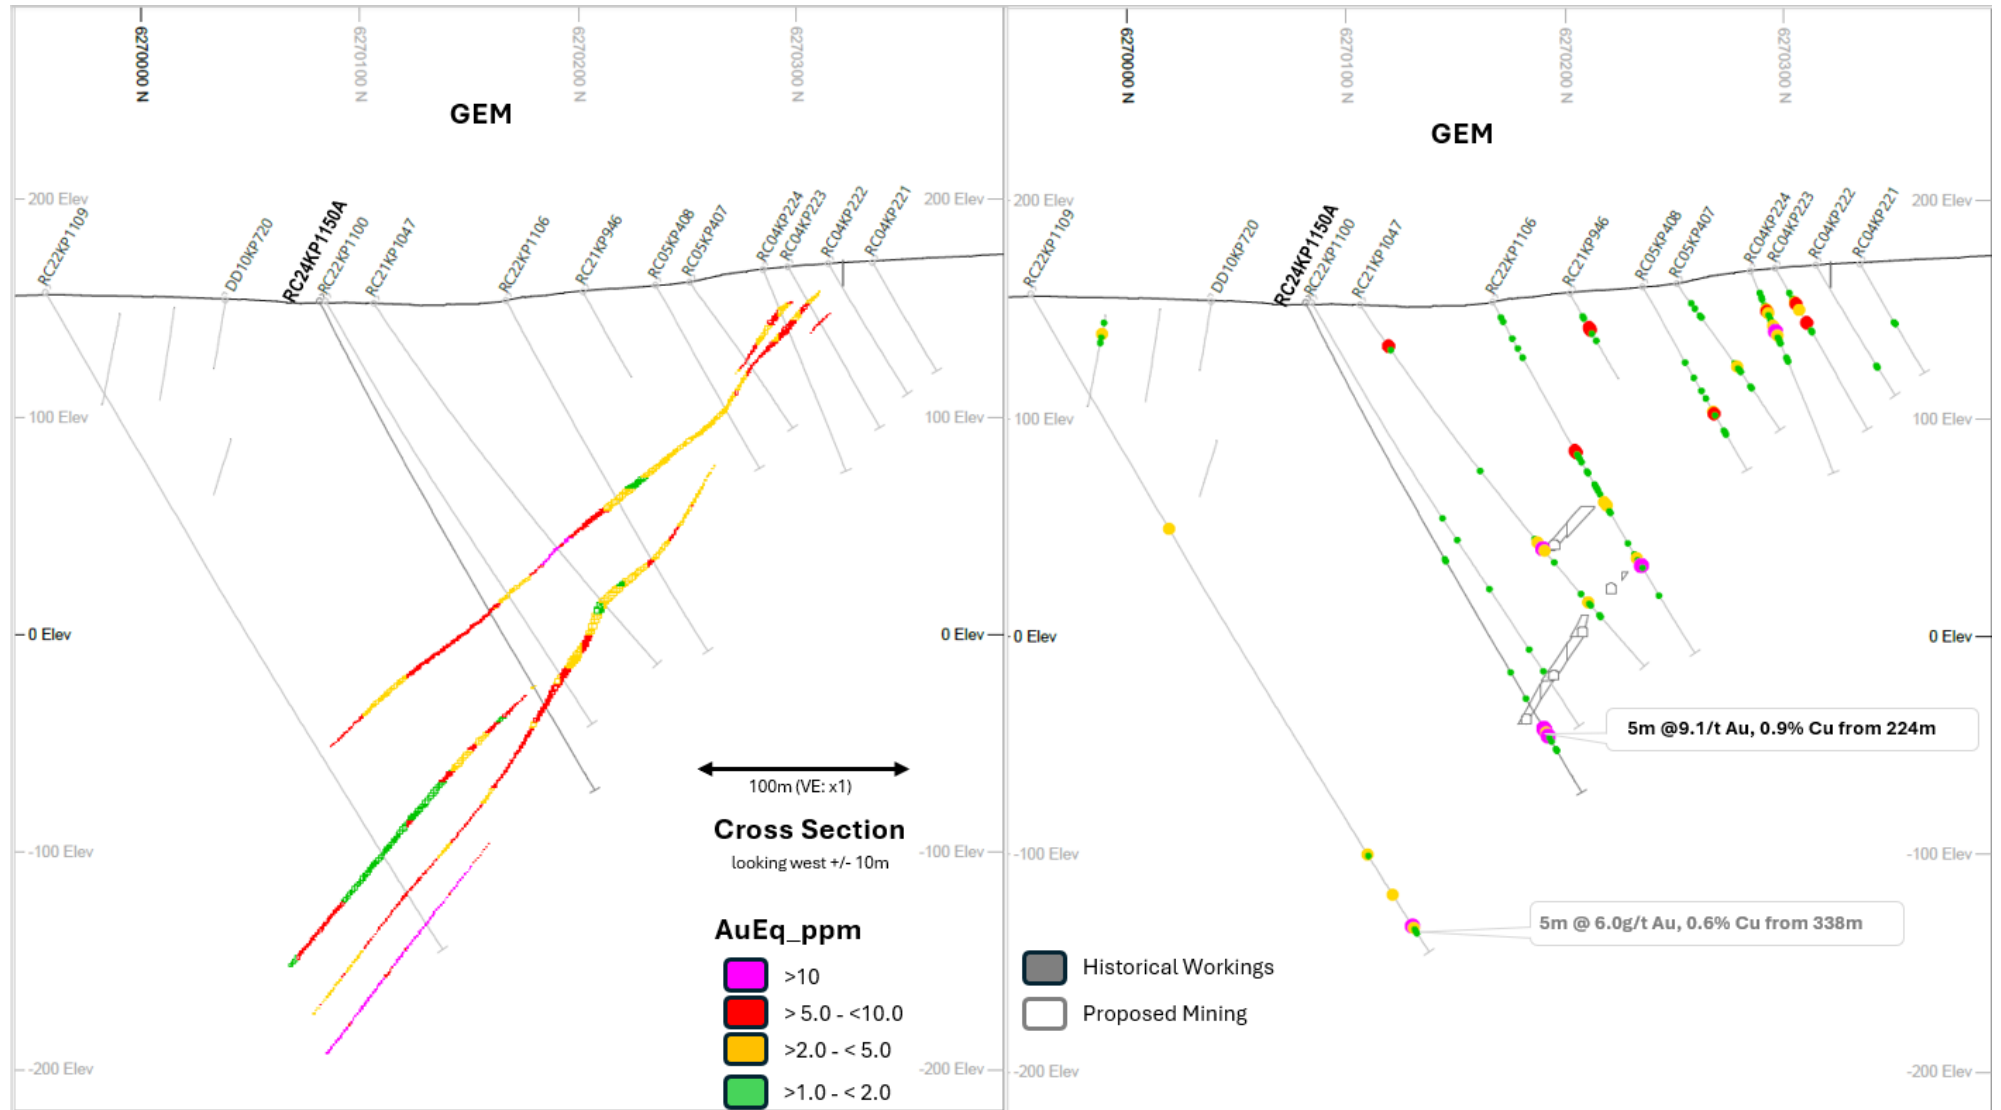 6270000 N
6270100 N
6270200 N
6270300 N
GEM
200 Elev
200 Elev
RC22KP1109
DD10KP720
RC24KP1150A
RC22KP1100
RC21KP1047
RC22KP1106
RC21KP946
RC05KP408
RC05KP407
RC04KP224
RC04KP223
RC04KP222
RC04KP221
100 Elev
100 Elev
0 Elev
0 Elev
100m (VE: x1)
Cross Section
looking west +/- 10m
-100 Elev
-100 Elev
AuEq_ppm
>10
> 5.0 - <10.0
>2.0 - < 5.0
>1.0 - < 2.0
-200 Elev
-200 Elev
6270000 N
6270100 N
6270200 N
6270300 N
GEM
200 Elev
200 Elev
RC22KP1109
DD10KP720
RC24KP1150A
RC22KP1100
RC21KP1047
RC22KP1106
RC21KP946
RC05KP408
RC05KP407
RC04KP224
RC04KP223
RC04KP222
RC04KP221
100 Elev
100 Elev
0 Elev
0 Elev
5m @9.1/t Au, 0.9% Cu from 224m
-100 Elev
-100 Elev
5m @ 6.0g/t Au, 0.6% Cu from 338m
Historical Workings
Proposed Mining
-200 Elev
-200 Elev